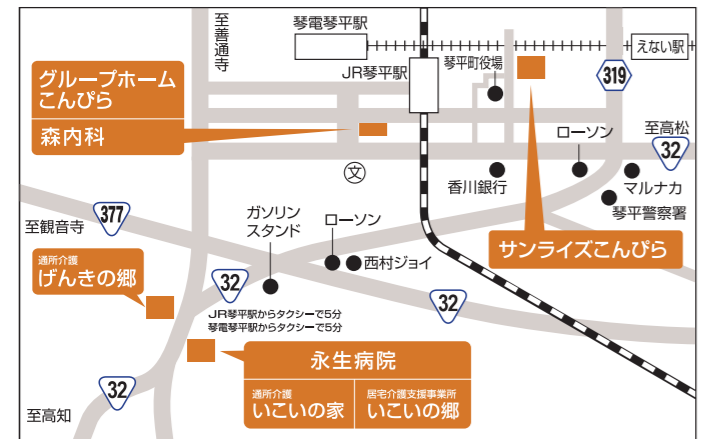 至善通寺
琴電琴平駅
えない駅
JR琴平駅
琴平町役場
319
グループホーム
こんぴら
森内科
ローソン
至高松
32
文
香川銀行
マルナカ
琴平警察署
377
至観音寺
ガソリン
スタンド
ローソン
西村ジョイ
サンライズこんぴら
通所介護
げんきの郷
32
JR琴平駅からタクシーで5分
琴電琴平駅からタクシーで5分
32
永生病院
通所介護
いこいの家
居宅介護支援事業所
いこいの郷
32
至高知